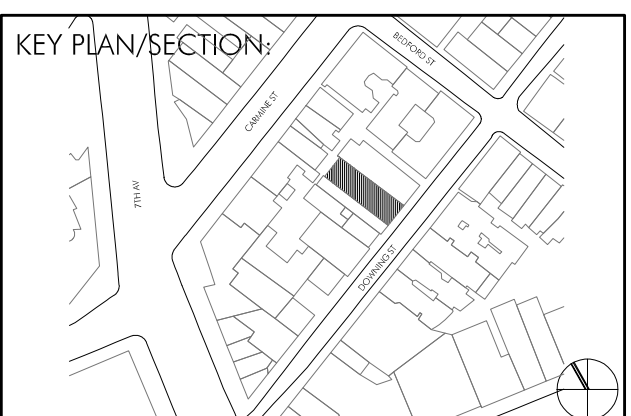 KEY PLAN/SECTION:
BEDFORD ST
CARMINE ST
7TH AV
DOWNING ST